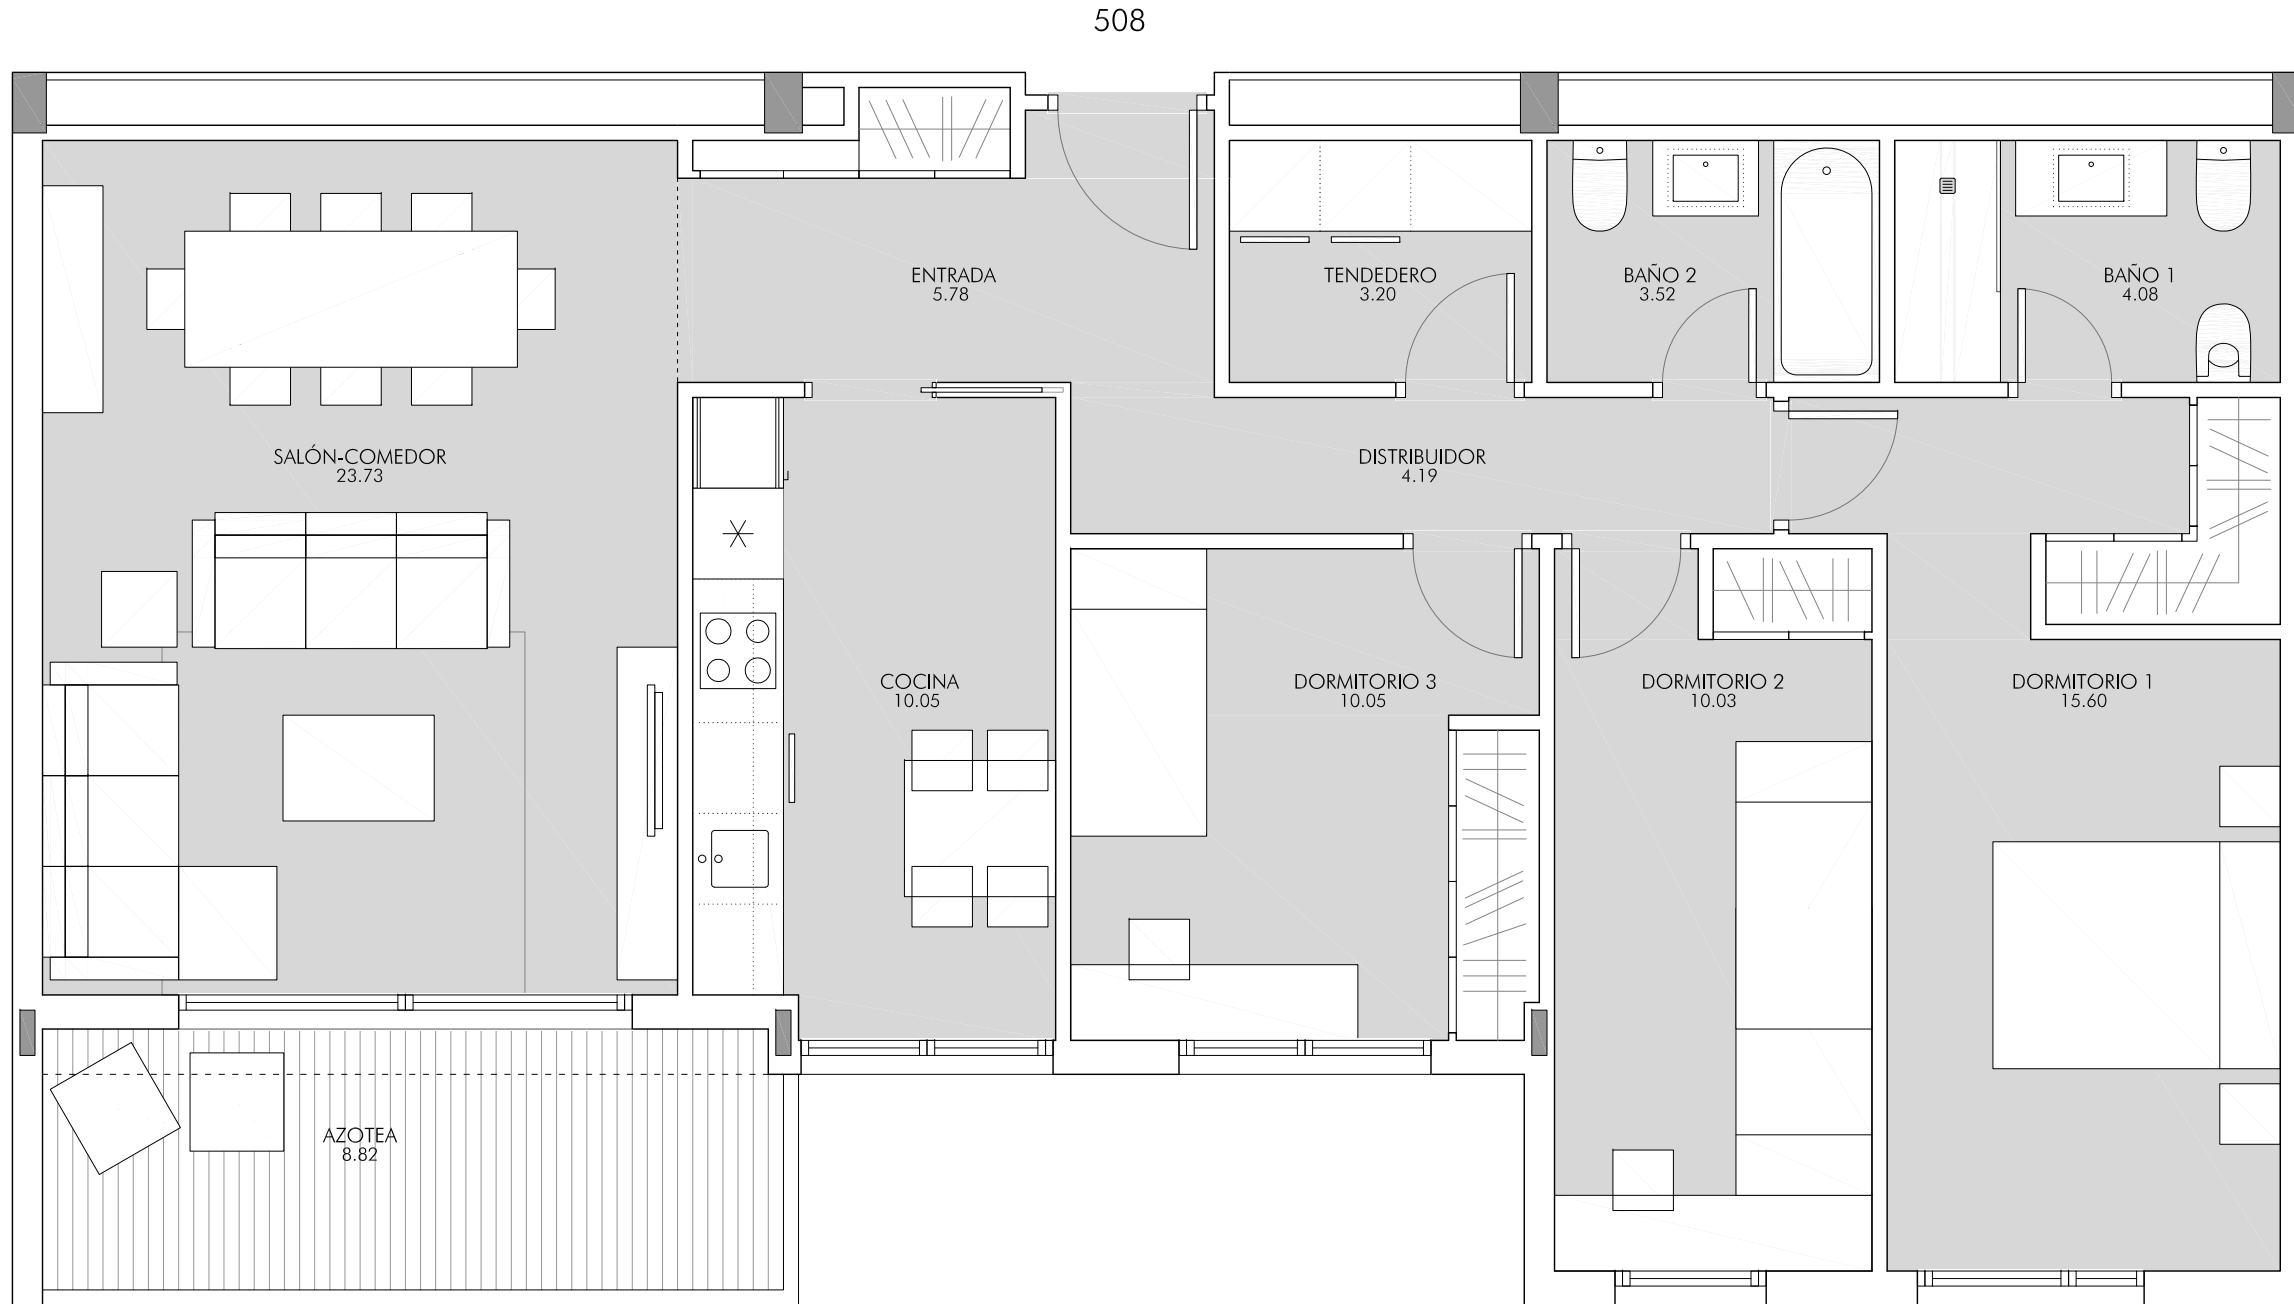 508
ENTRADA
5.78
TENDEDERO
3.20
BAÑO 2
3.52
BAÑO 1
4.08
SALÓN-COMEDOR
23.73
DISTRIBUIDOR
4.19
COCINA
10.05
DORMITORIO 3
10.05
DORMITORIO 2
10.03
DORMITORIO 1
15.60
AZOTEA
8.82